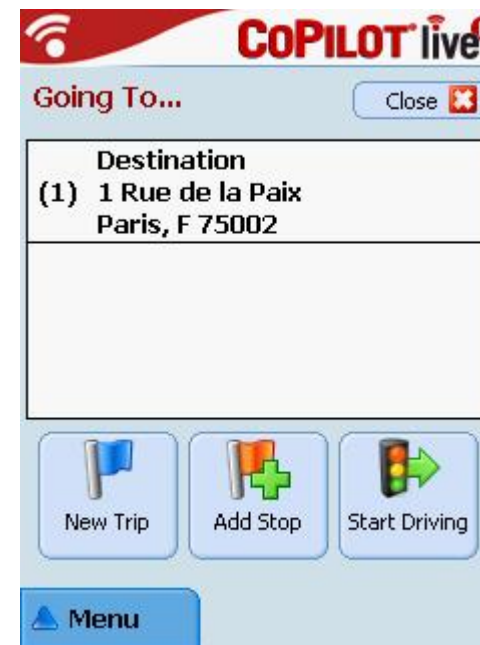 COPILOT live
Going To...
Close
Destination
(1) 1 Rue de la Paix
Paris, F 75002
New Trip
Add Stop
Start Driving
Menu